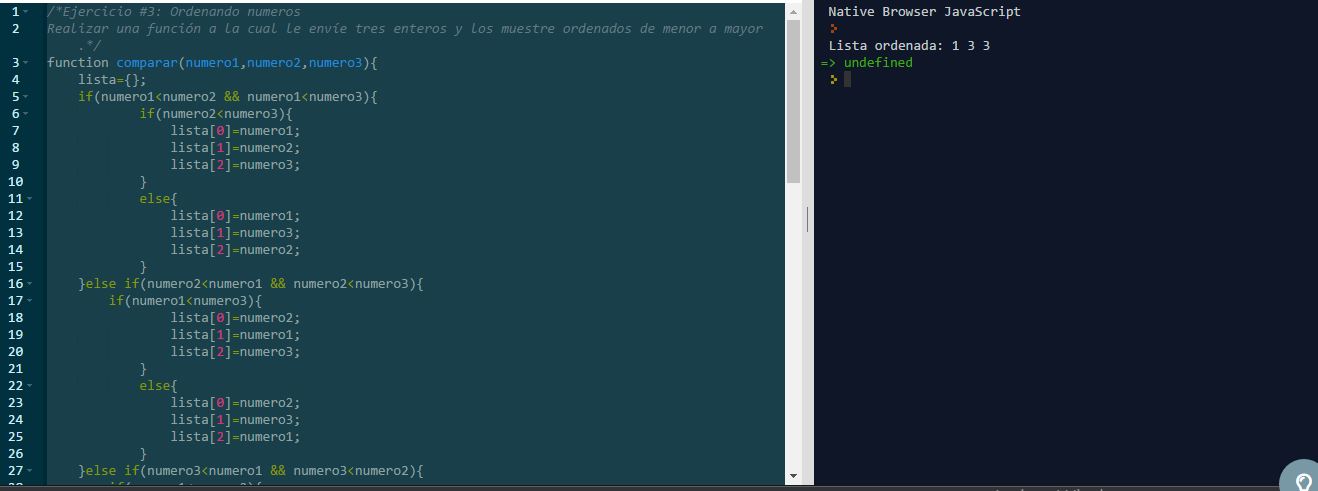 1 /*Ejercicio #3: Ordenando numeros
2 Realizar una función a la cual le envíe tres enteros y los muestre ordenados de menor a mayor
.*/
3 function comparar(numero1,numero2,numero3){
4 lista={};
5 if(numero1<numero2 && numero1<numero3){
6 if(numero2<numero3){
7 lista[0]=numero1;
8 lista[1]=numero2;
9 lista[2]=numero3;
10 }
11 else{
12 lista[0]=numero1;
13 lista[1]=numero3;
14 lista[2]=numero2;
15 }
16 }else if(numero2<numero1 && numero2<numero3){
17 if(numero1<numero3){
18 lista[0]=numero2;
19 lista[1]=numero1;
20 lista[2]=numero3;
21 }
22 else{
23 lista[0]=numero2;
24 lista[1]=numero3;
25 lista[2]=numero1;
26 }
27 }else if(numero3<numero1 && numero3<numero2){
Native Browser JavaScript
Lista ordenada: 1 3 3
=> undefined